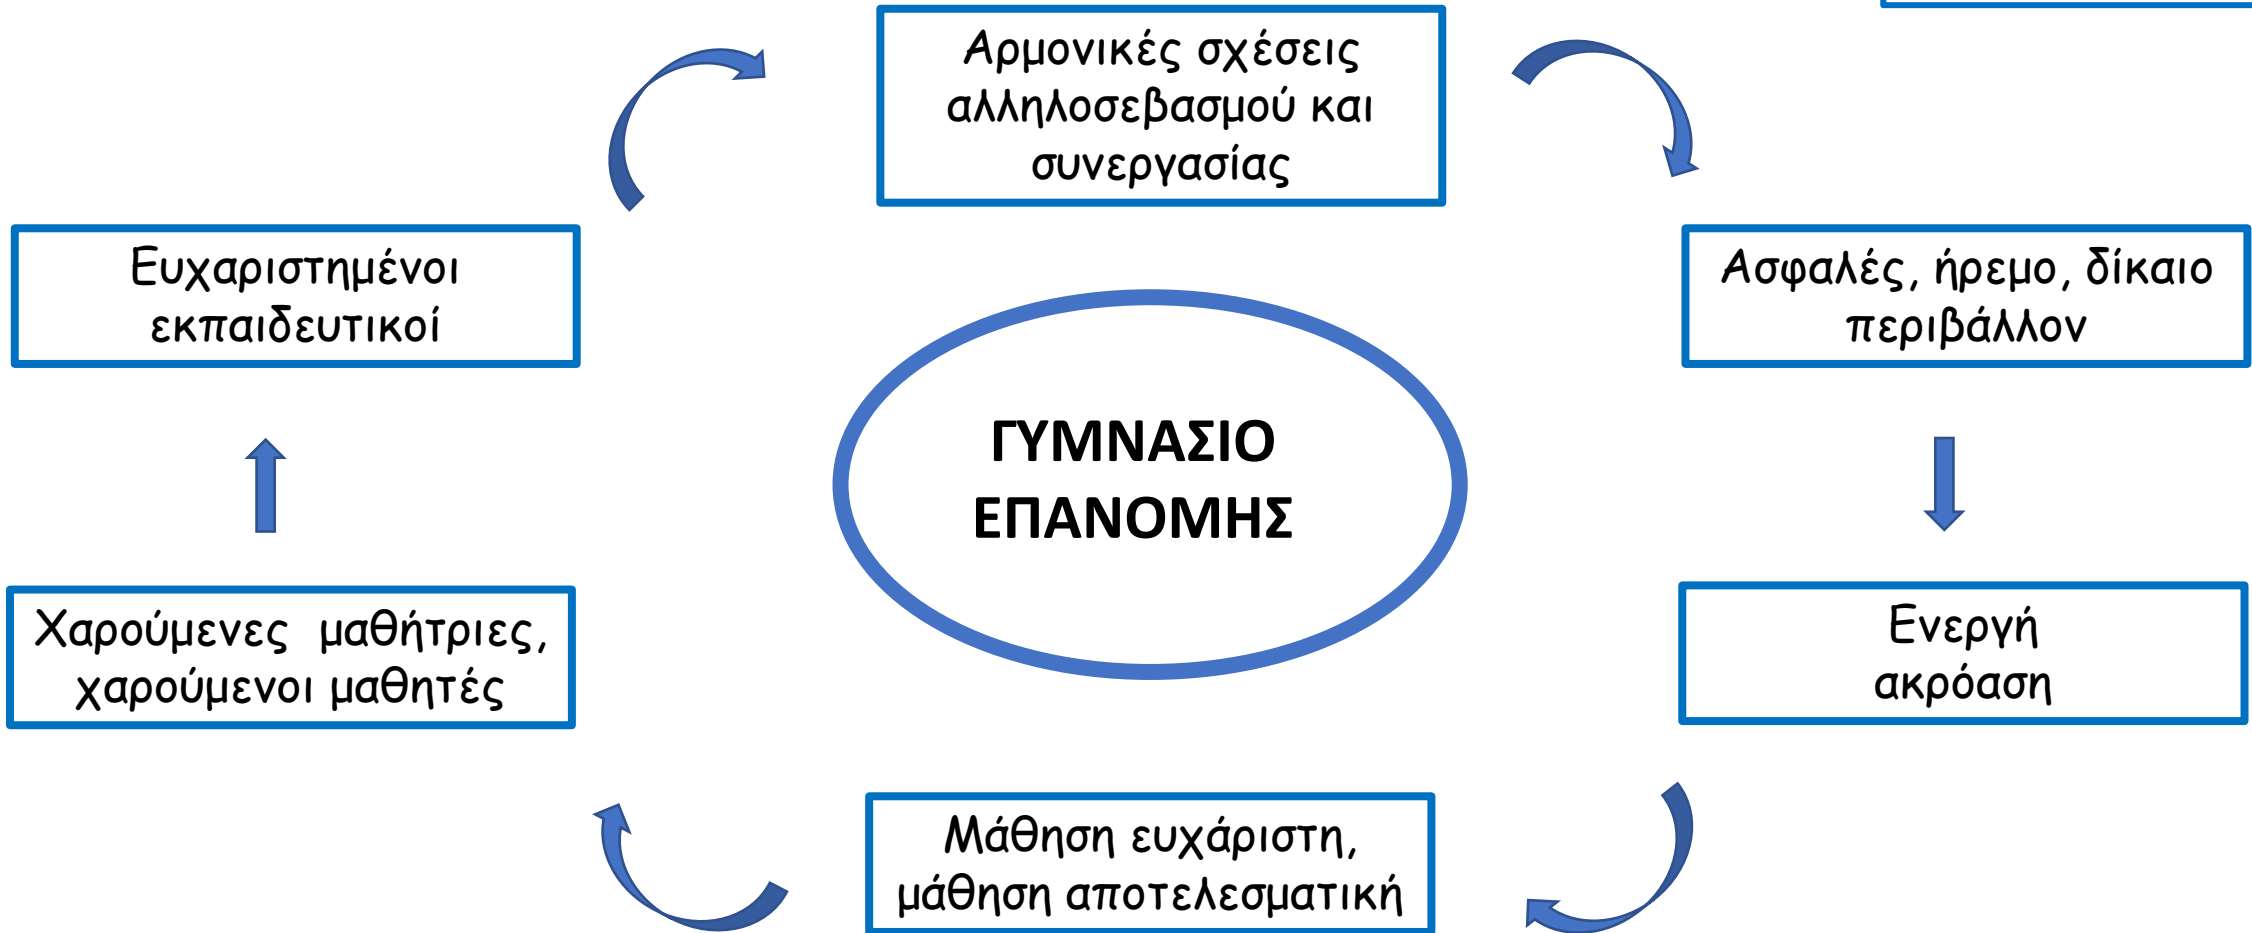 Αρμονικές σχέσεις
αλληλοσεβασμού και
συνεργασίας
Ευχαριστημένοι
εκπαιδευτικοί
Ασφαλές, ήρεμο, δίκαιο
περιβάλλον
ΓΥΜΝΑΣΙΟ
ΕΠΑΝΟΜΗΣ
Χαρούμενες μαθήτριες,
χαρούμενοι μαθητές
Ενεργή
ακρόαση
Μάθηση ευχάριστη,
μάθηση αποτελεσματική